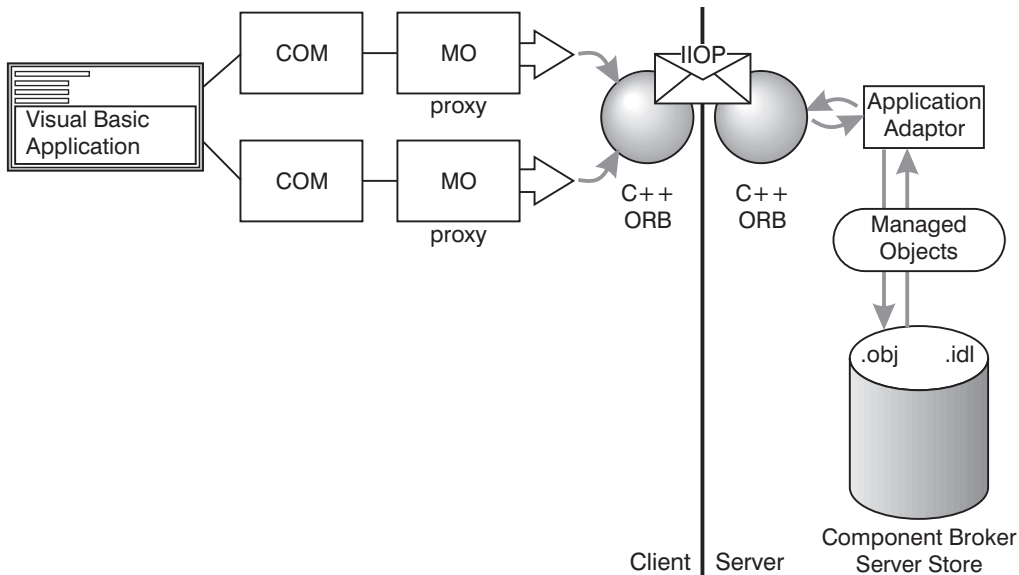 COM
MO
proxy
IIOP
Visual Basic
Application
COM
MO
proxy
C++
ORB
C++
ORB
Application
Adaptor
Managed
Objects
.obj
.idl
Component Broker
Server Store
Client
Server